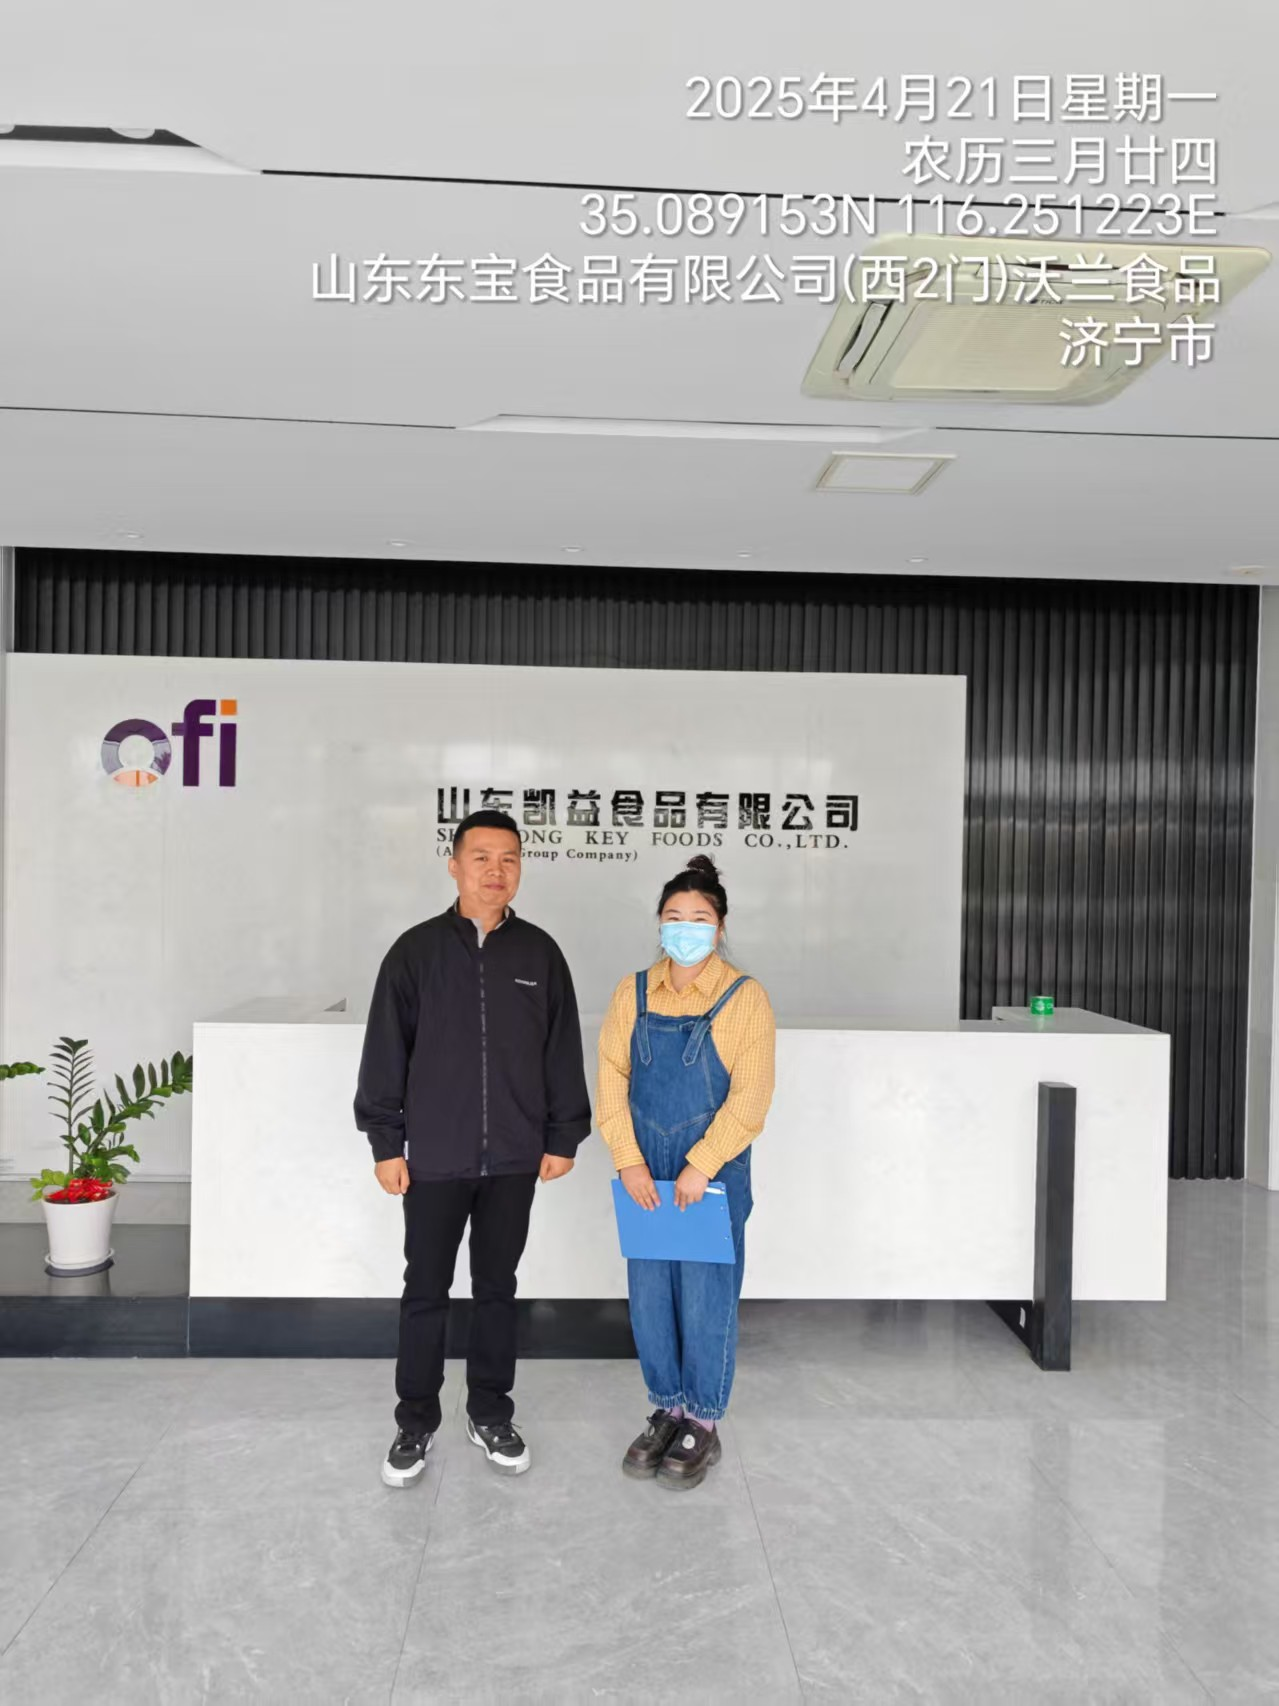 2025年4月21日星期一
农历三月廿四
35.089153N 116.251223E
山东东宝食品有限公司(西2门)沃兰食品
济宁市
ofi
山东凯益食品有限公司
KEY FOODS CO.,LTD.
Group Company)